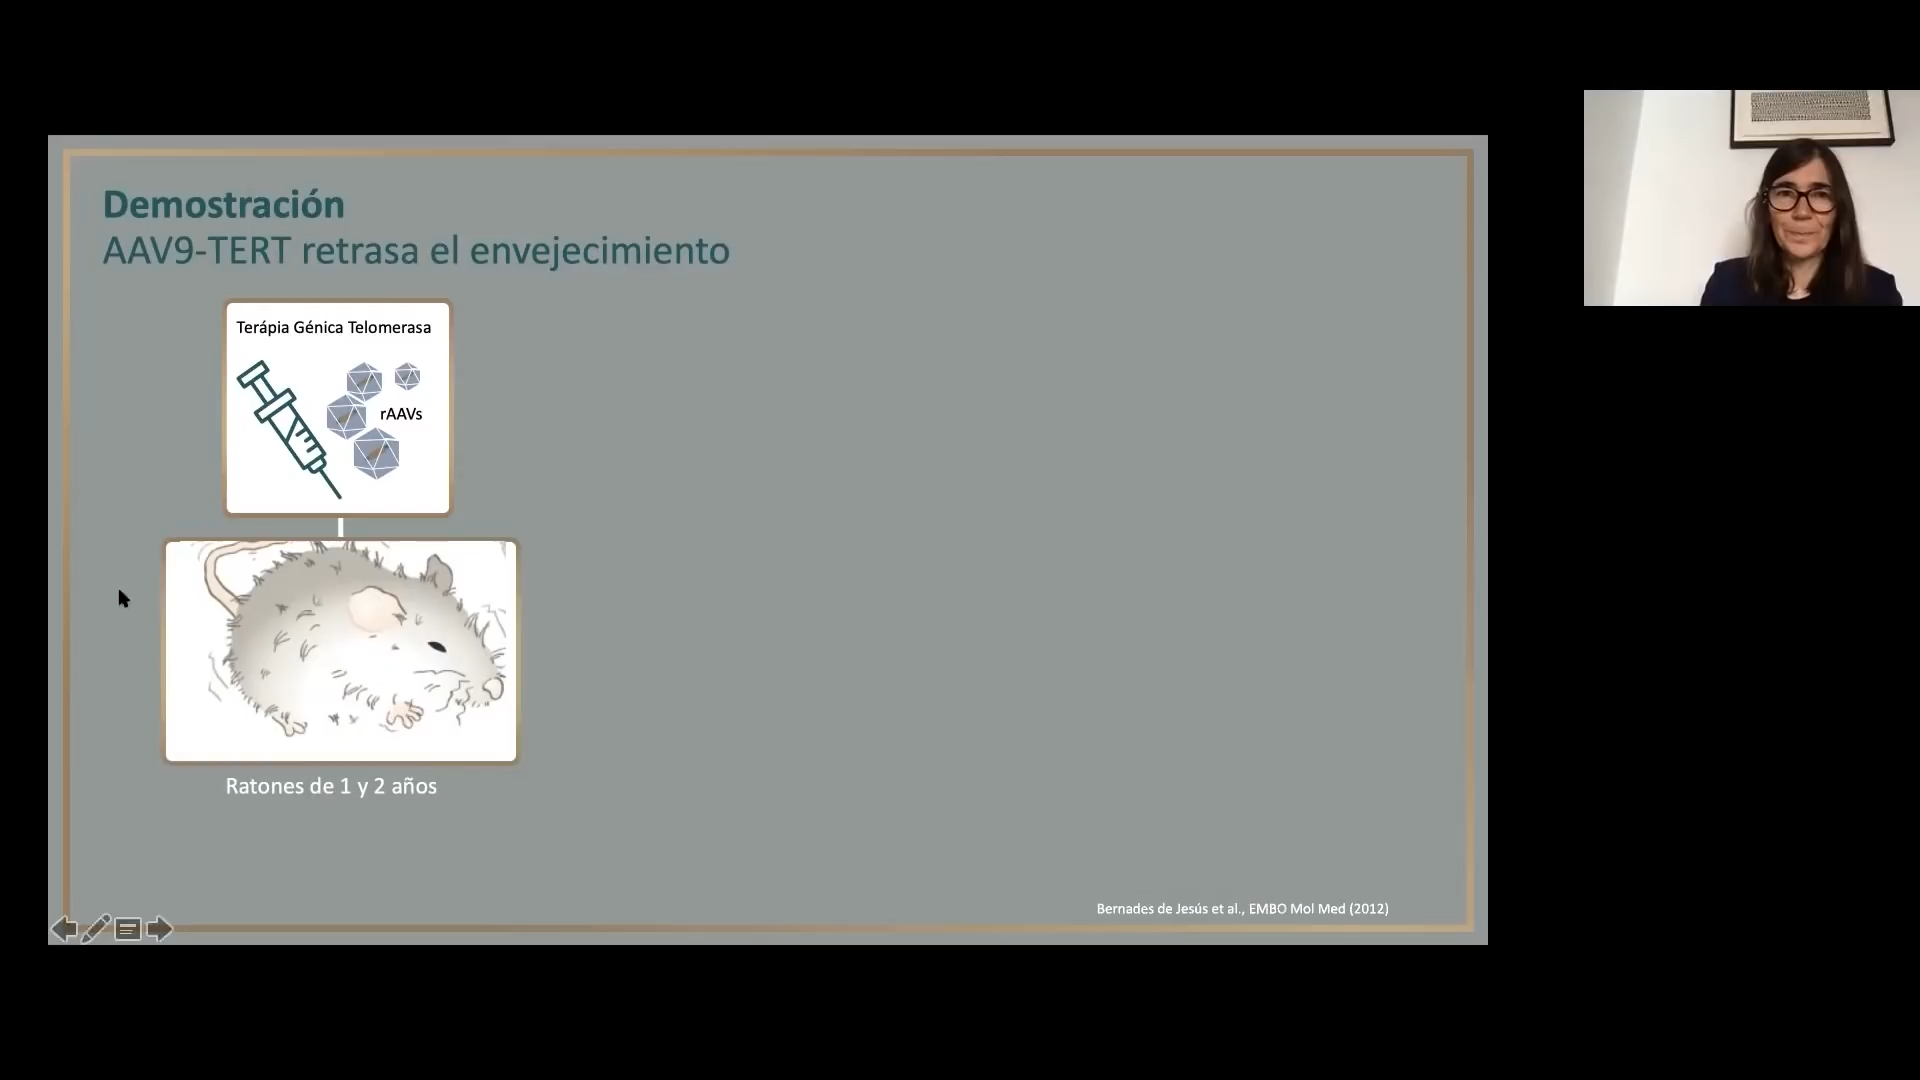 Demostración
AAV9-TERT retrasa el envejecimiento
Terápia Génica Telomerasa
rAAVs
Ratones de 1 y 2 años
Bernades de Jesús et al., EMBO Mol Med (2012)